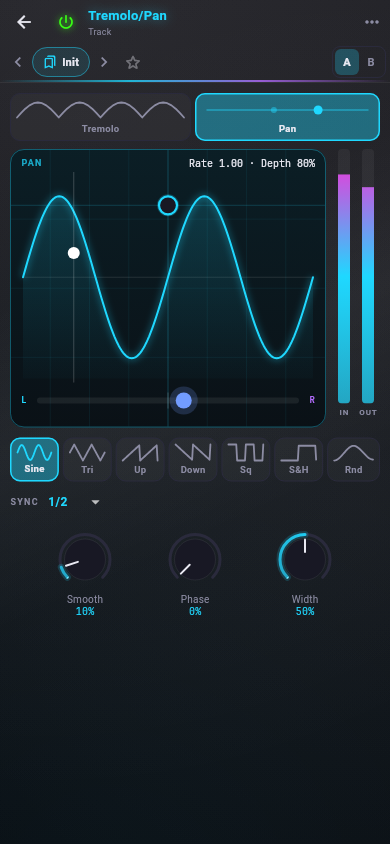 Tremolo/Pan
Track
Init
A B
Tremolo
Pan
PAN
Rate 1.00 · Depth 80%
L
R
IN OUT
Sine Tri Up Down Sq S&H Rnd
SYNC 1/2
Smooth Phase Width
10% 0% 50%